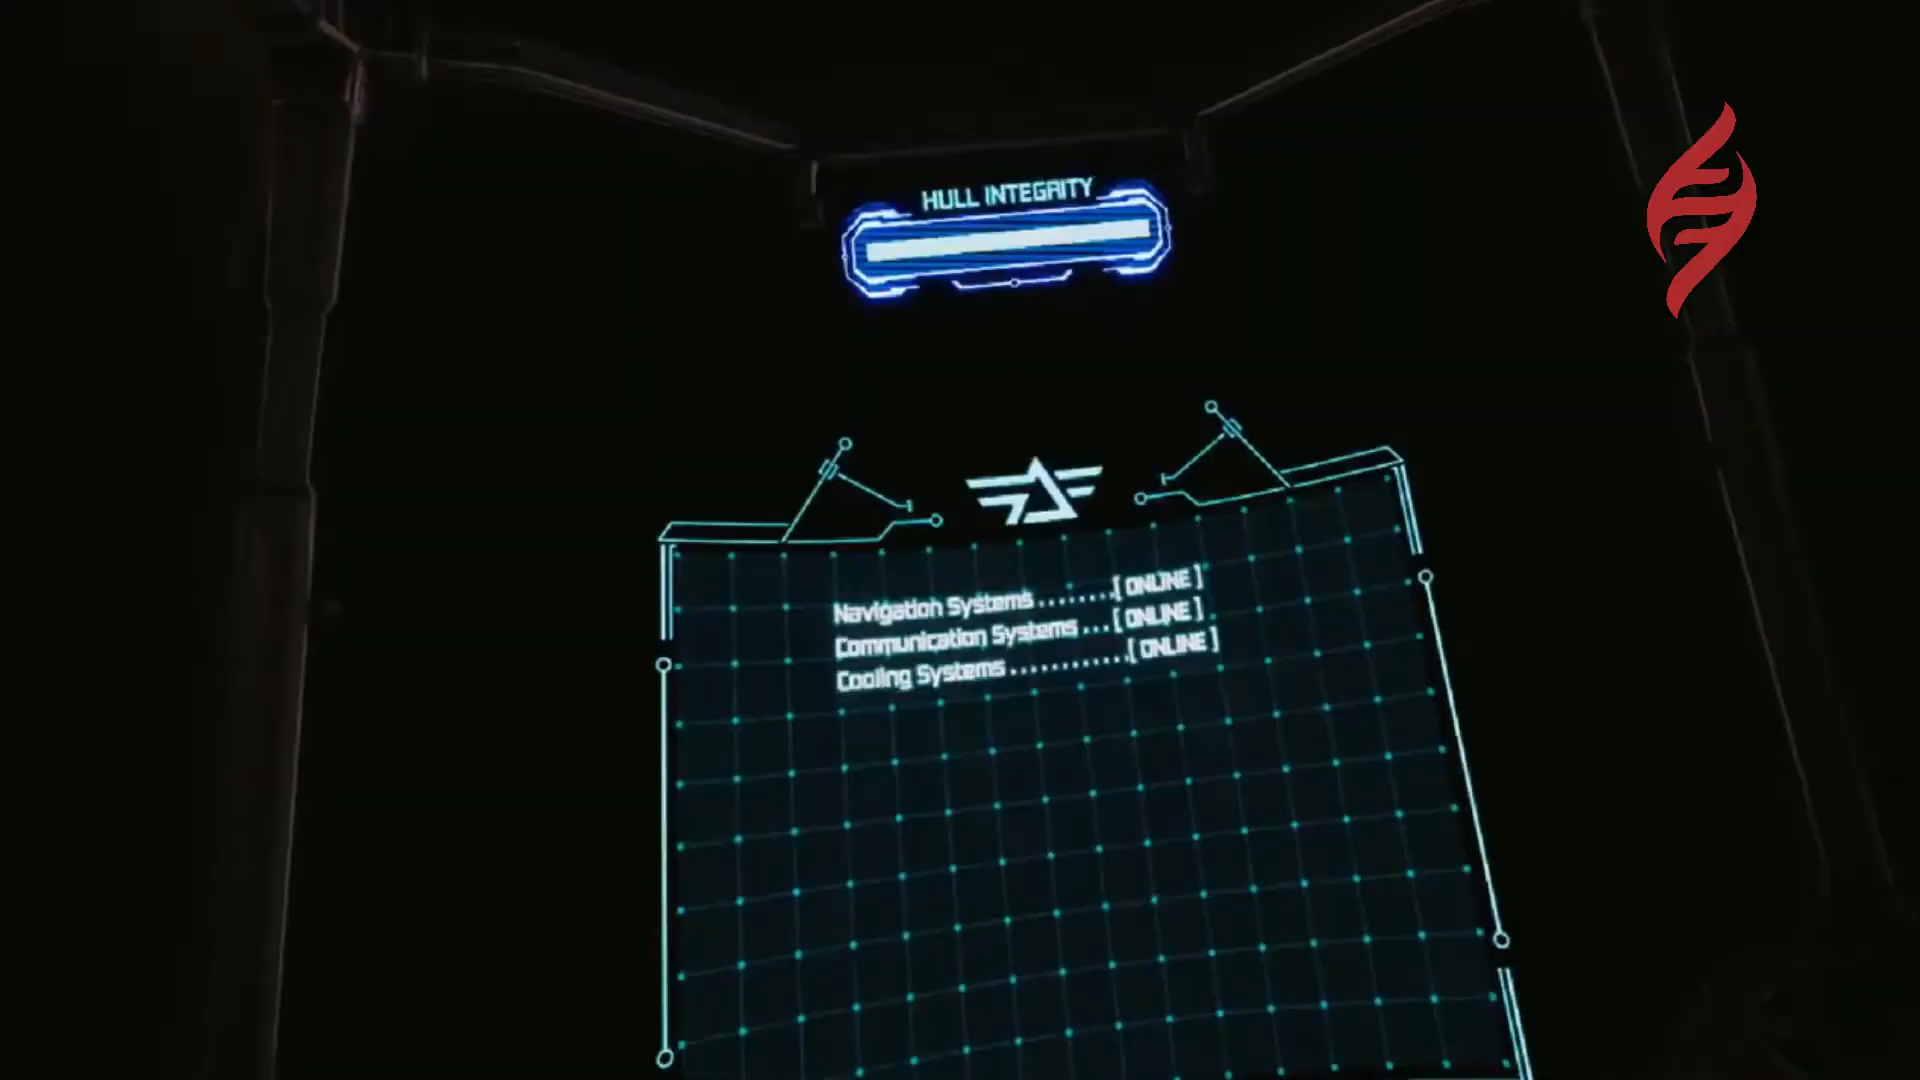 HULL INTEGRITY
Navigation Systems ........[ ONLINE ]
Communication Systems ...[ ONLINE ]
Cooling Systems ............[ ONLINE ]